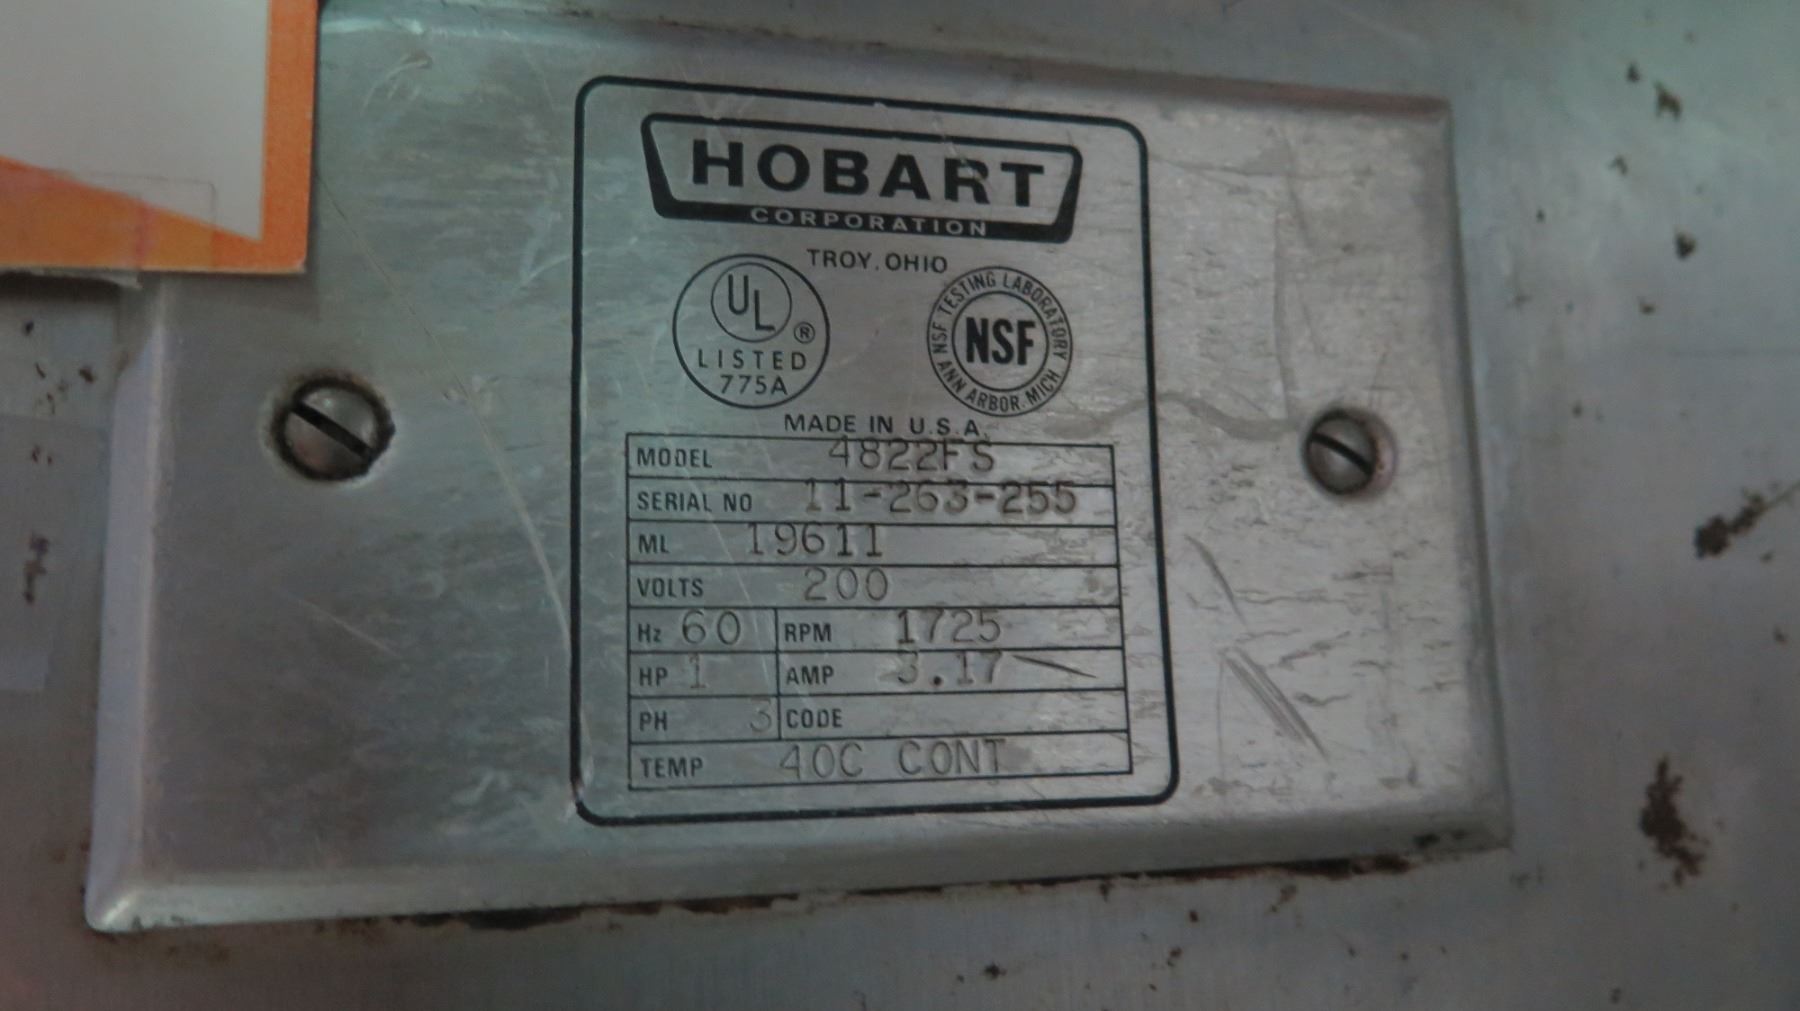 HOBART
CORPORATION
TROY, OHIO
UL ®
LISTED
775A
NSF TESTING LABORATORY
NSF
ANN ARBOR. MICH
MADE IN U.S.A.
MODEL 4822FS
SERIAL NO 11-263-255
ML 19611
VOLTS 200
Hz 60 RPM 1725
HP 1 AMP 3.17
PH 3 CODE
TEMP 40C CONT